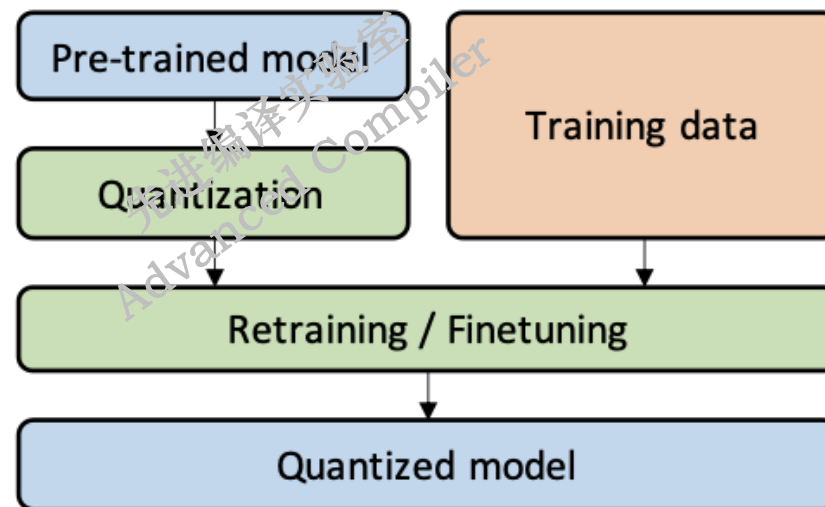 Pre-trained model
Training data
Quantization
Retraining / Finetuning
Quantized model
先进编译实验室
Advanced Compiler